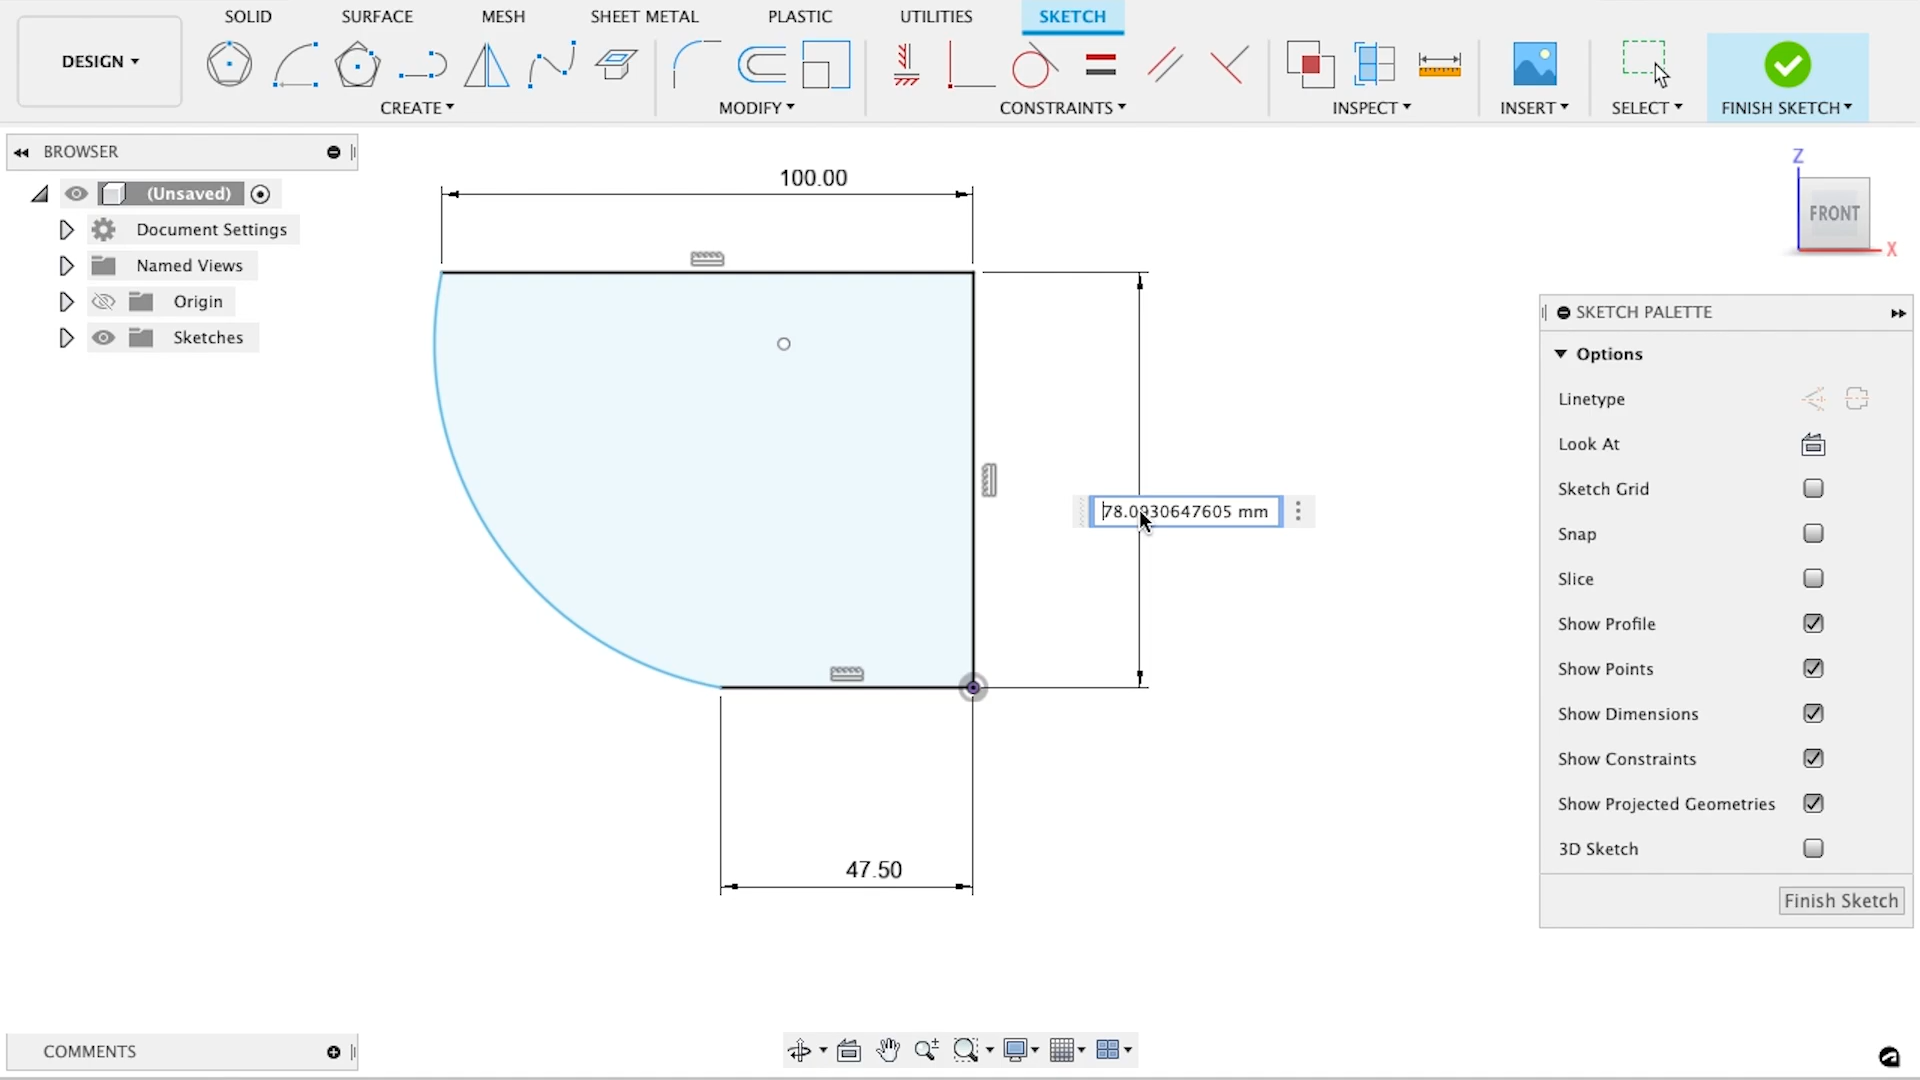 SOLID SURFACE MESH SHEET METAL PLASTIC UTILITIES SKETCH
DESIGN
CREATE MODIFY CONSTRAINTS INSPECT INSERT SELECT FINISH SKETCH
BROWSER
(Unsaved)
Document Settings
Named Views
Origin
Sketches
100.00
78.0930647605 mm
47.50
Z
FRONT
X
SKETCH PALETTE
Options
Linetype
Look At
Sketch Grid
Snap
Slice
Show Profile
Show Points
Show Dimensions
Show Constraints
Show Projected Geometries
3D Sketch
Finish Sketch
COMMENTS